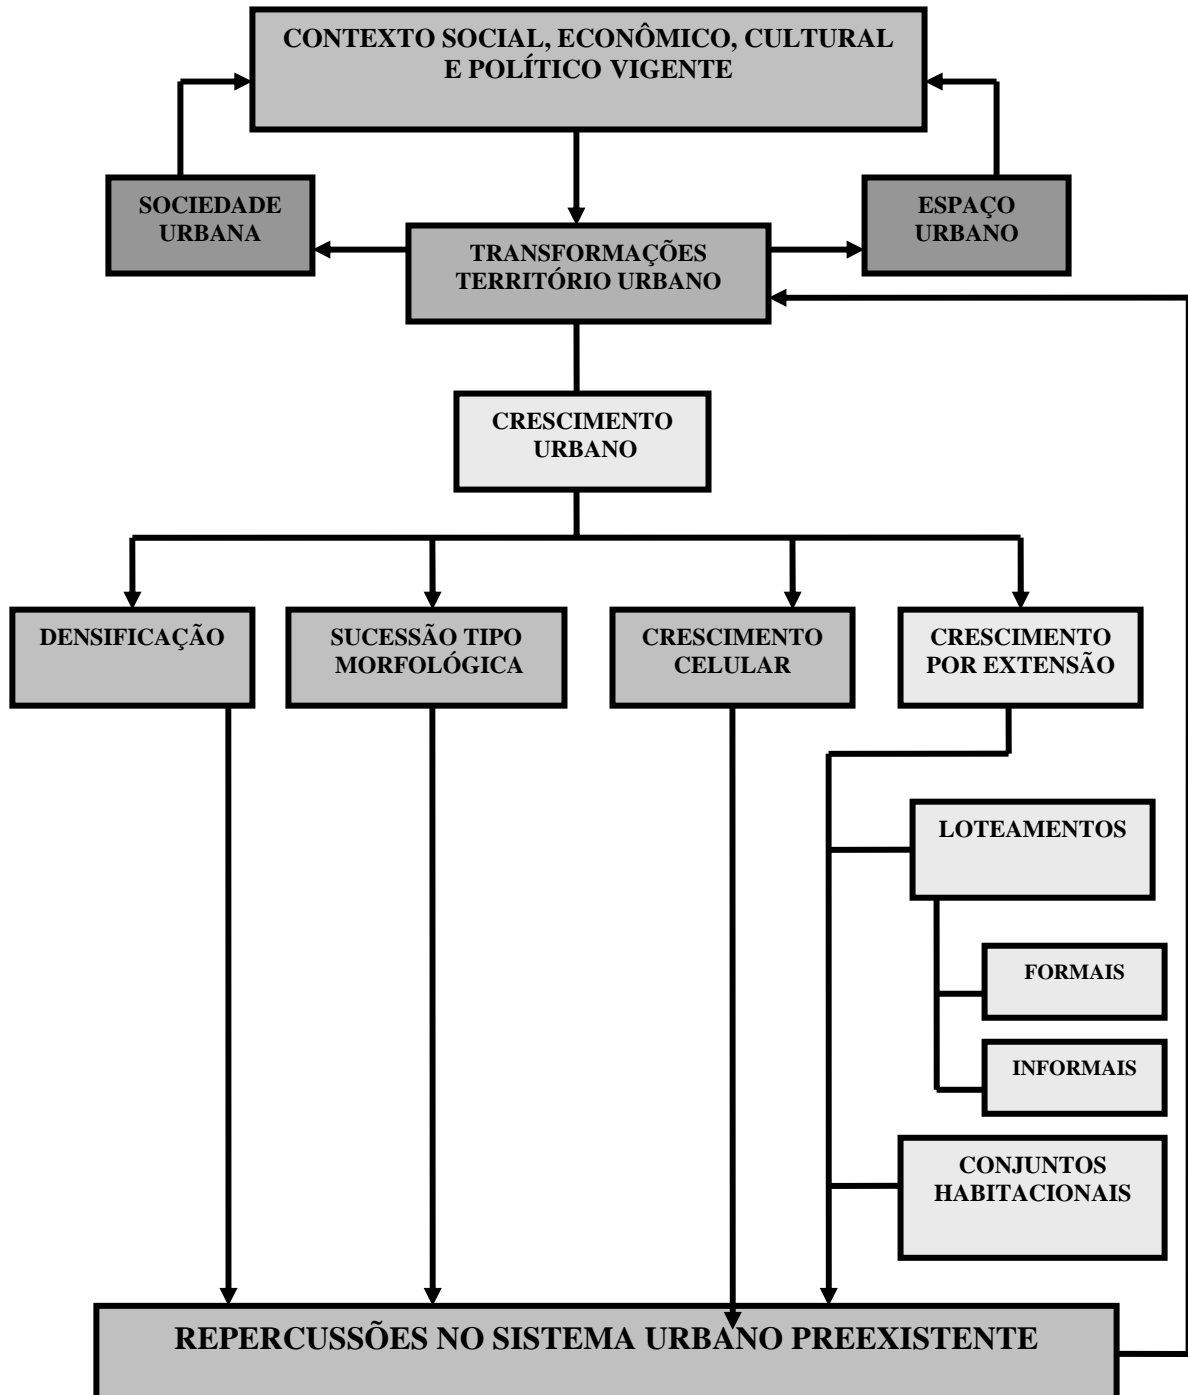 CONTEXTO SOCIAL, ECONÔMICO, CULTURAL
E POLÍTICO VIGENTE
SOCIEDADE
URBANA
ESPAÇO
URBANO
TRANSFORMAÇÕES
TERRITÓRIO URBANO
CRESCIMENTO
URBANO
DENSIFICAÇÃO
SUCESSÃO TIPO
MORFOLÓGICA
CRESCIMENTO
CELULAR
CRESCIMENTO
POR EXTENSÃO
LOTEAMENTOS
FORMAIS
INFORMAIS
CONJUNTOS
HABITACIONAIS
REPERCUSSÕES NO SISTEMA URBANO PREEXISTENTE